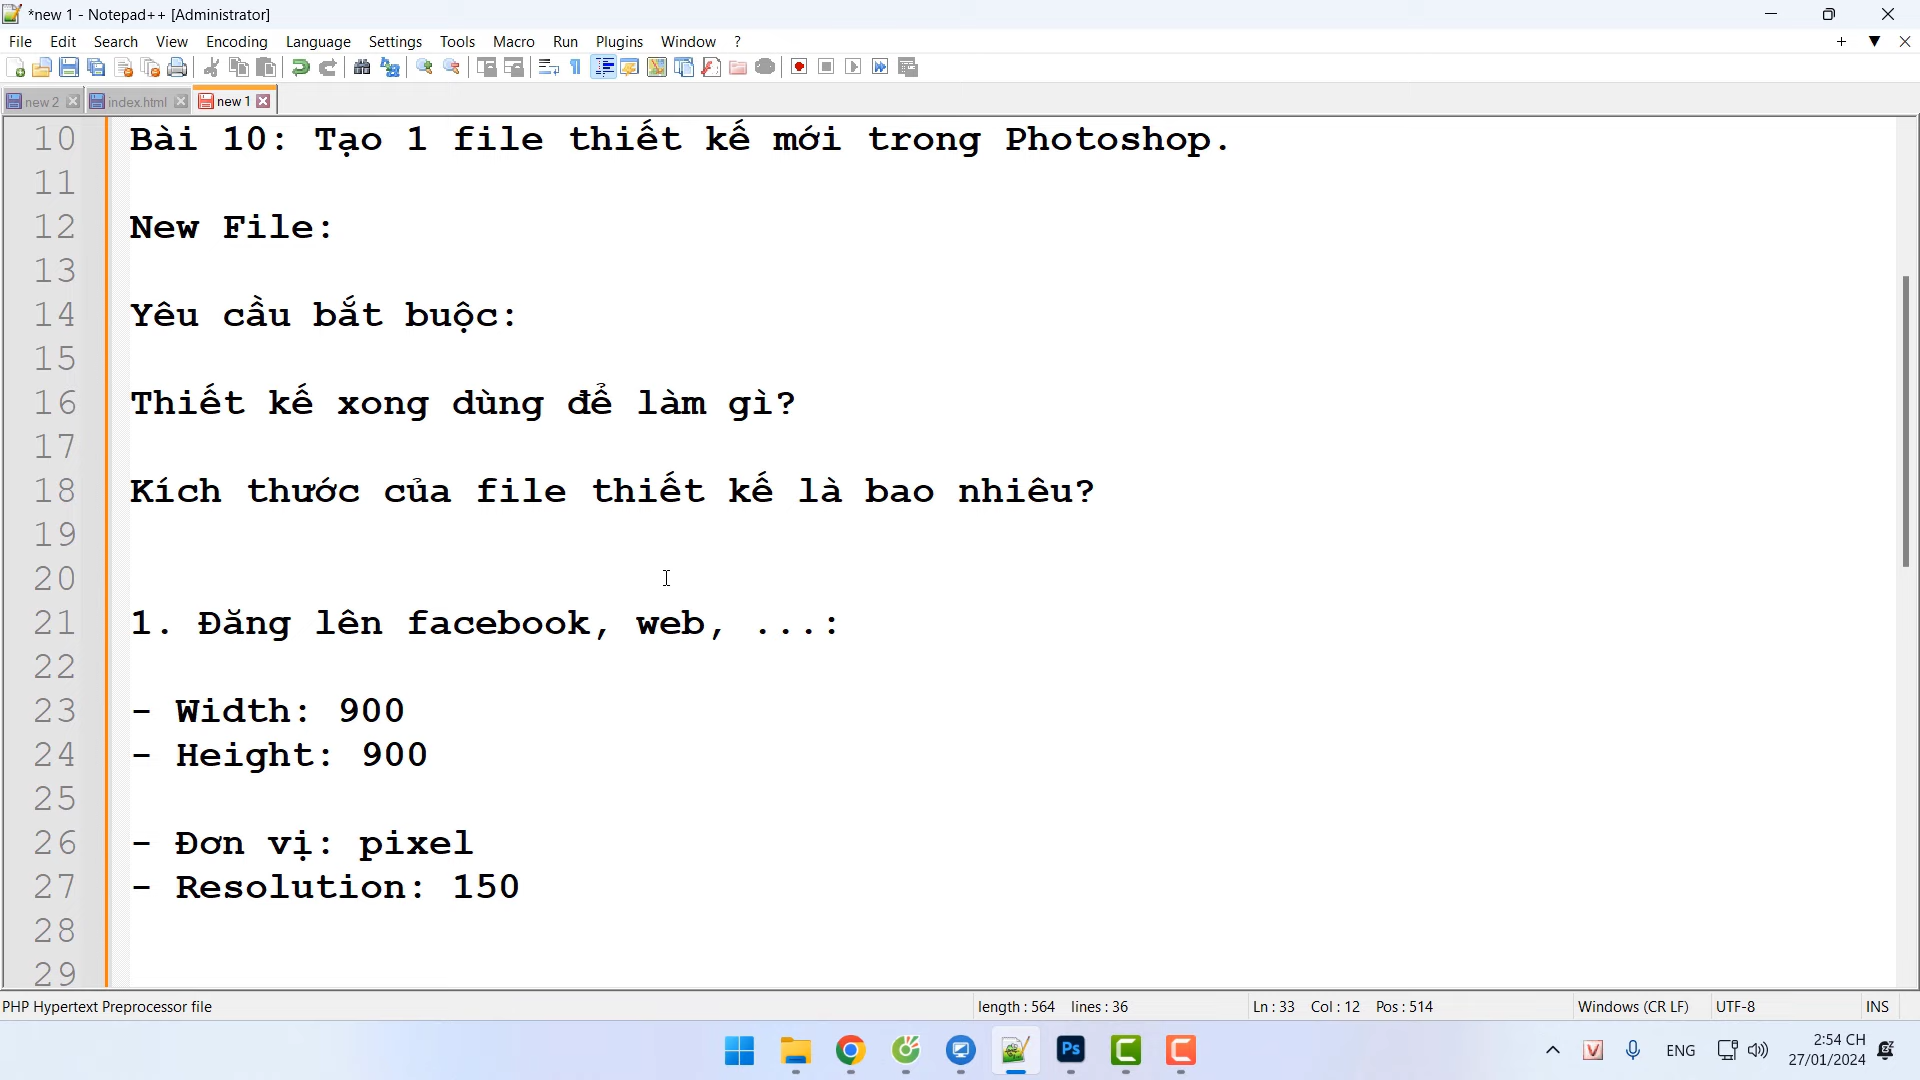 *new 1 - Notepad++ [Administrator]
File Edit Search View Encoding Language Settings Tools Macro Run Plugins Window ?
new 2 index.html new 1
10 Bài 10: Tạo 1 file thiết kế mới trong Photoshop.
11
12 New File:
13
14 Yêu cầu bắt buộc:
15
16 Thiết kế xong dùng để làm gì?
17
18 Kích thước của file thiết kế là bao nhiêu?
19
20
21 1. Đăng lên facebook, web, ...:
22
23 - Width: 900
24 - Height: 900
25
26 - Đơn vị: pixel
27 - Resolution: 150
28
29
PHP Hypertext Preprocessor file length : 564 lines : 36 Ln : 33 Col : 12 Pos : 514 Windows (CR LF) UTF-8 INS
Ps ENG 2:54 CH
27/01/2024